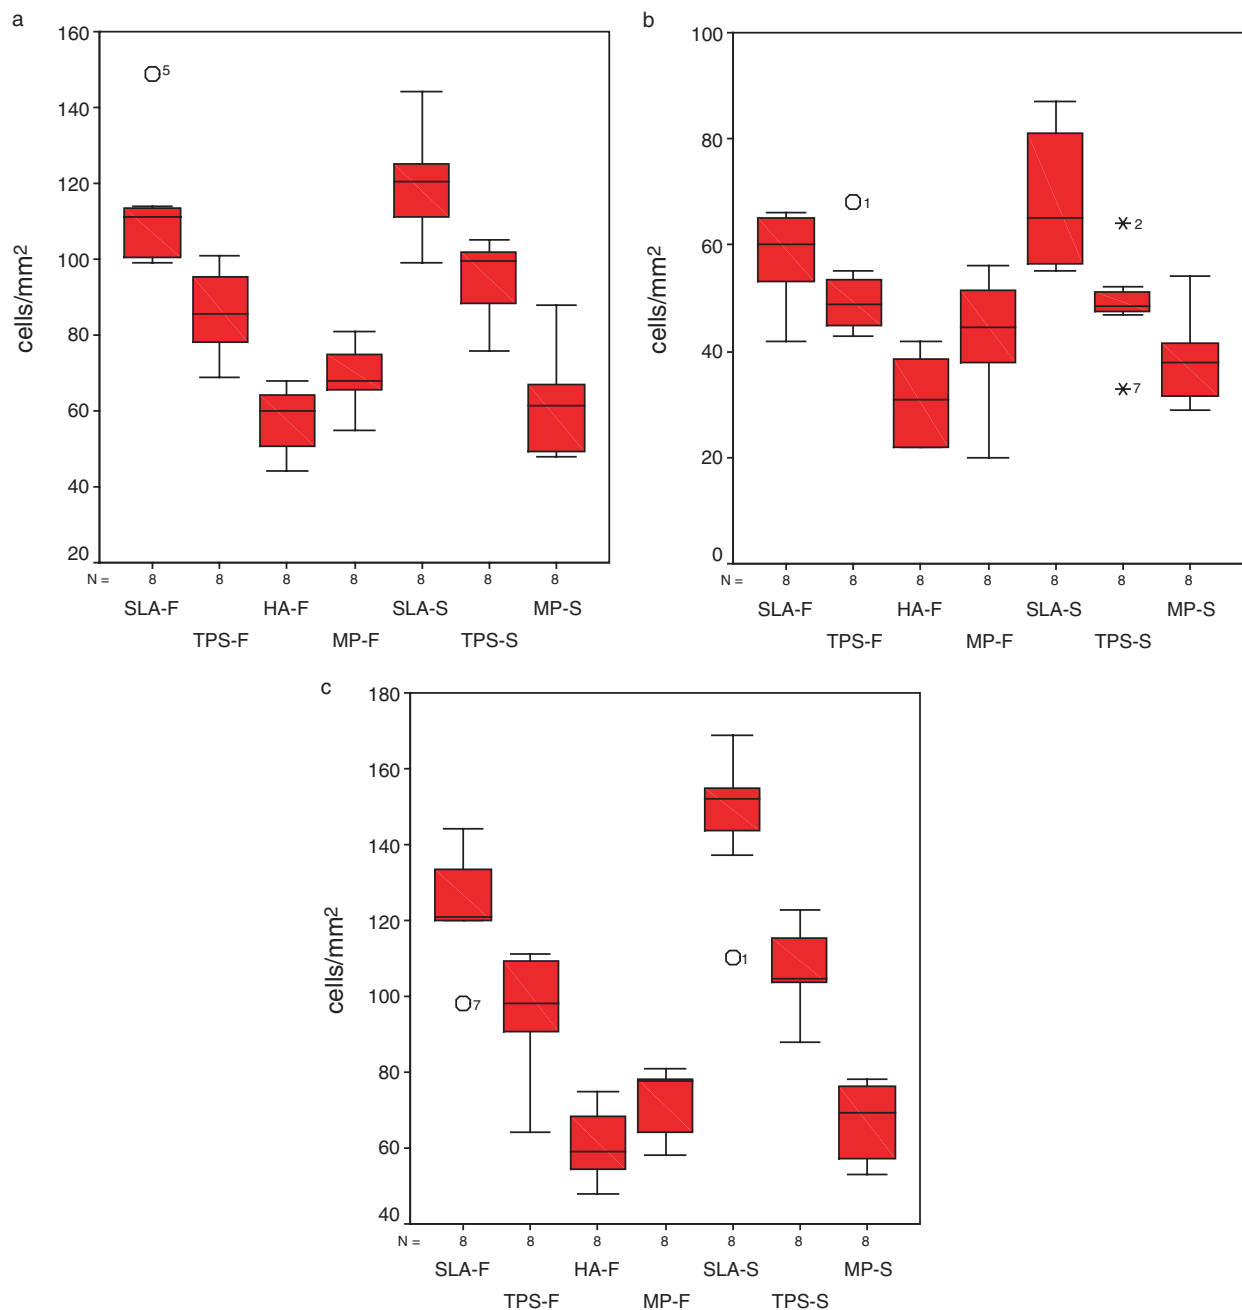 a
160
140
120
100
80
60
40
20
cells/mm²
5
N = 8 8 8 8 8 8 8
SLA-F HA-F SLA-S MP-S
TPS-F MP-F TPS-S
b
100
80
60
40
20
0
cells/mm²
1
2
7
N = 8 8 8 8 8 8 8
SLA-F HA-F SLA-S MP-S
TPS-F MP-F TPS-S
c
180
160
140
120
100
80
60
40
cells/mm²
7
1
N = 8 8 8 8 8 8 8
SLA-F HA-F SLA-S MP-S
TPS-F MP-F TPS-S